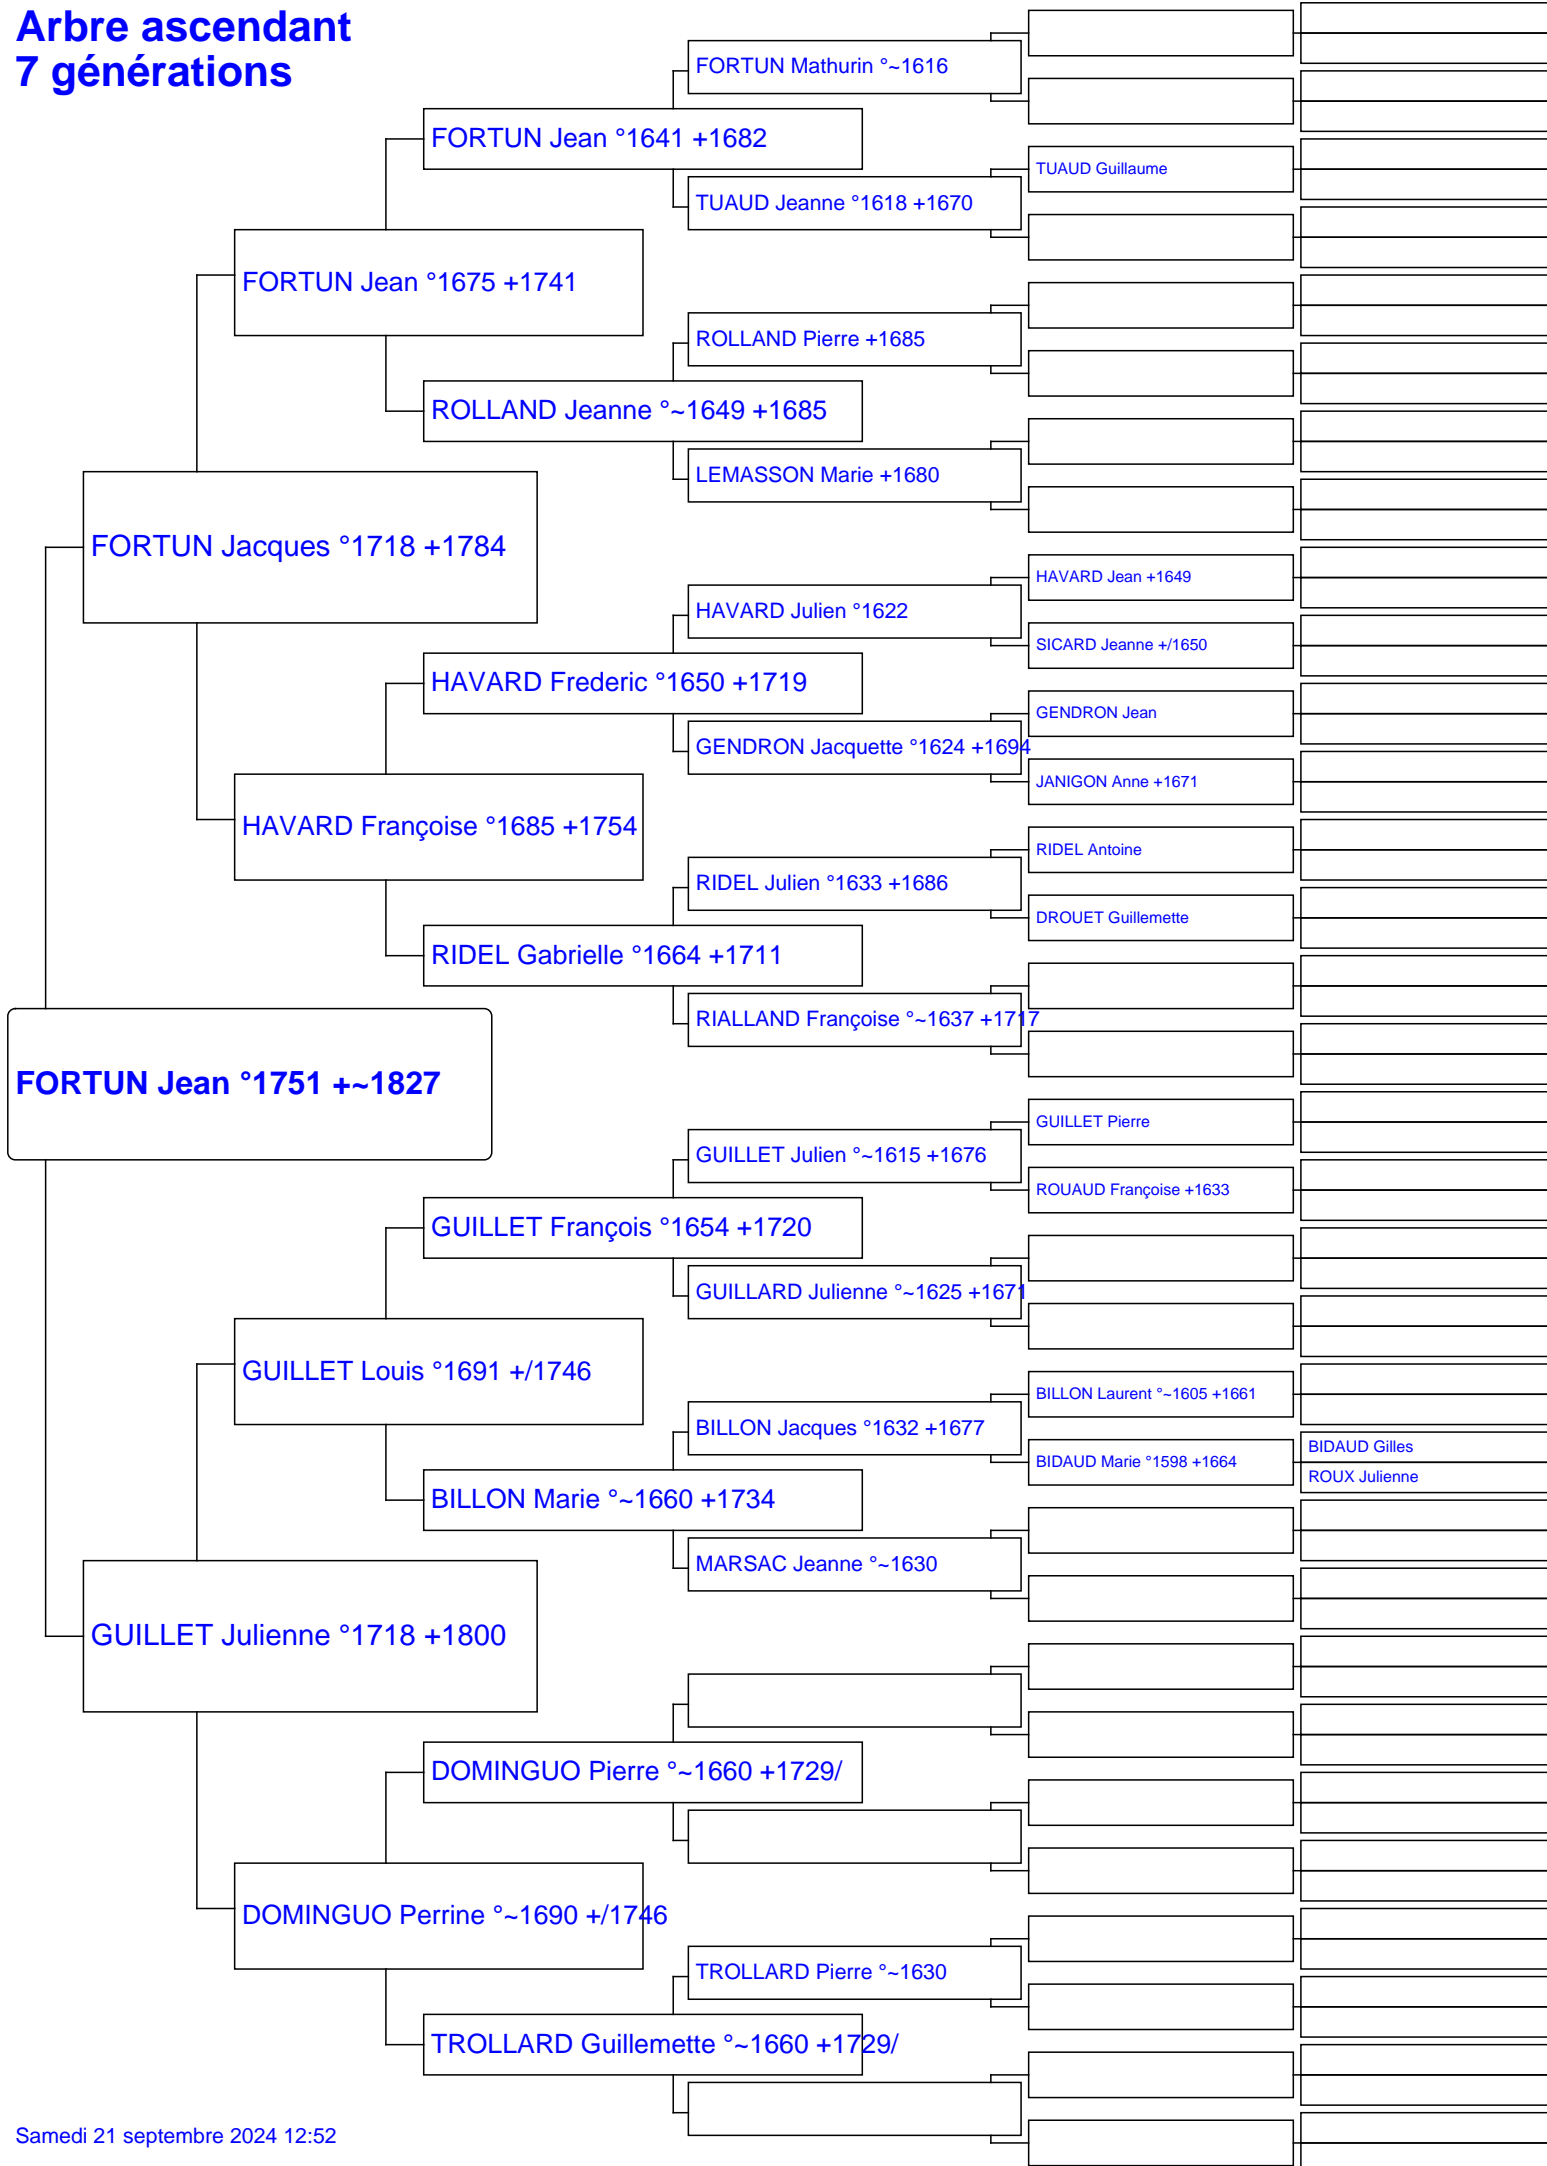 Arbre ascendant
7 générations
FORTUN Mathurin °~1616
FORTUN Jean °1641 +1682
TUAUD Guillaume
TUAUD Jeanne °1618 +1670
FORTUN Jean °1675 +1741
ROLLAND Pierre +1685
ROLLAND Jeanne °~1649 +1685
LEMASSON Marie +1680
FORTUN Jacques °1718 +1784
HAVARD Jean +1649
HAVARD Julien °1622
SICARD Jeanne +/1650
HAVARD Frederic °1650 +1719
GENDRON Jean
GENDRON Jacquette °1624 +1694
JANIGON Anne +1671
HAVARD Françoise °1685 +1754
RIDEL Antoine
RIDEL Julien °1633 +1686
DROUET Guillemette
RIDEL Gabrielle °1664 +1711
RIALLAND Françoise °~1637 +1717
FORTUN Jean °1751 +~1827
GUILLET Pierre
GUILLET Julien °~1615 +1676
ROUAUD Françoise +1633
GUILLET François °1654 +1720
GUILLARD Julienne °~1625 +1671
GUILLET Louis °1691 +/1746
BILLON Laurent °~1605 +1661
BILLON Jacques °1632 +1677
BIDAUD Gilles
BIDAUD Marie °1598 +1664
ROUX Julienne
BILLON Marie °~1660 +1734
MARSAC Jeanne °~1630
GUILLET Julienne °1718 +1800
DOMINGUO Pierre °~1660 +1729/
DOMINGUO Perrine °~1690 +/1746
TROLLARD Pierre °~1630
TROLLARD Guillemette °~1660 +1729/
Samedi 21 septembre 2024 12:52